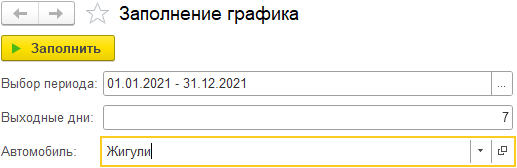 Заполнение графика
Заполнить
Выбор периода: 01.01.2021 - 31.12.2021 ...
Выходные дни: 7
Автомобиль: Жигули